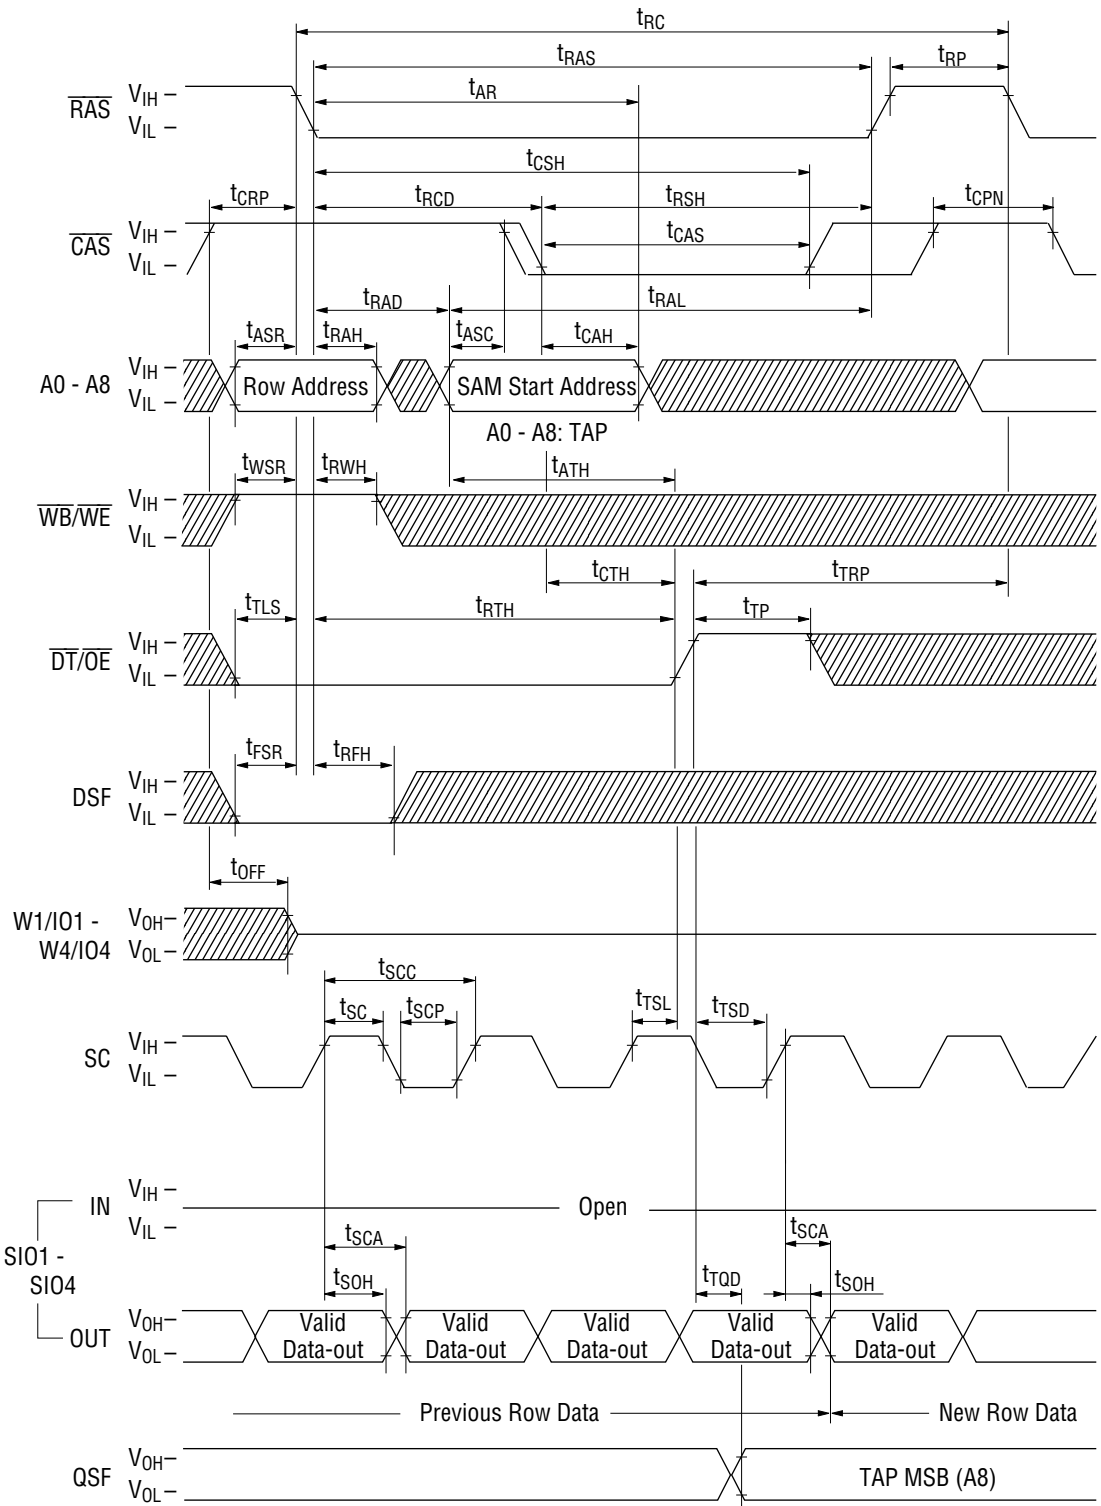 tRC
tRAS
tRP
tAR
RAS
VIH –
VIL –
tCSH
tCRP
tRCD
tRSH
tCPN
tCAS
CAS
VIH –
VIL –
tRAD
tRAL
tASR
tRAH
tASC
tCAH
A0 - A8
VIH –
VIL –
Row Address
SAM Start Address
A0 - A8: TAP
tWSR
tRWH
tATH
WB/WE
VIH –
VIL –
tCTH
tTRP
tTLS
tRTH
tTP
DT/OE
VIH –
VIL –
tFSR
tRFH
DSF
VIH –
VIL –
tOFF
W1/IO1 -
W4/IO4
VOH –
VOL –
tSCC
tSC
tSCP
tTSL
tTSD
SC
VIH –
VIL –
IN
VIH –
VIL –
Open
SIO1 -
SIO4
tSCA
tSCA
tSOH
tTQD
tSOH
OUT
VOH –
VOL –
Valid
Data-out
Valid
Data-out
Valid
Data-out
Valid
Data-out
Valid
Data-out
Previous Row Data
New Row Data
QSF
VOH –
VOL –
TAP MSB (A8)